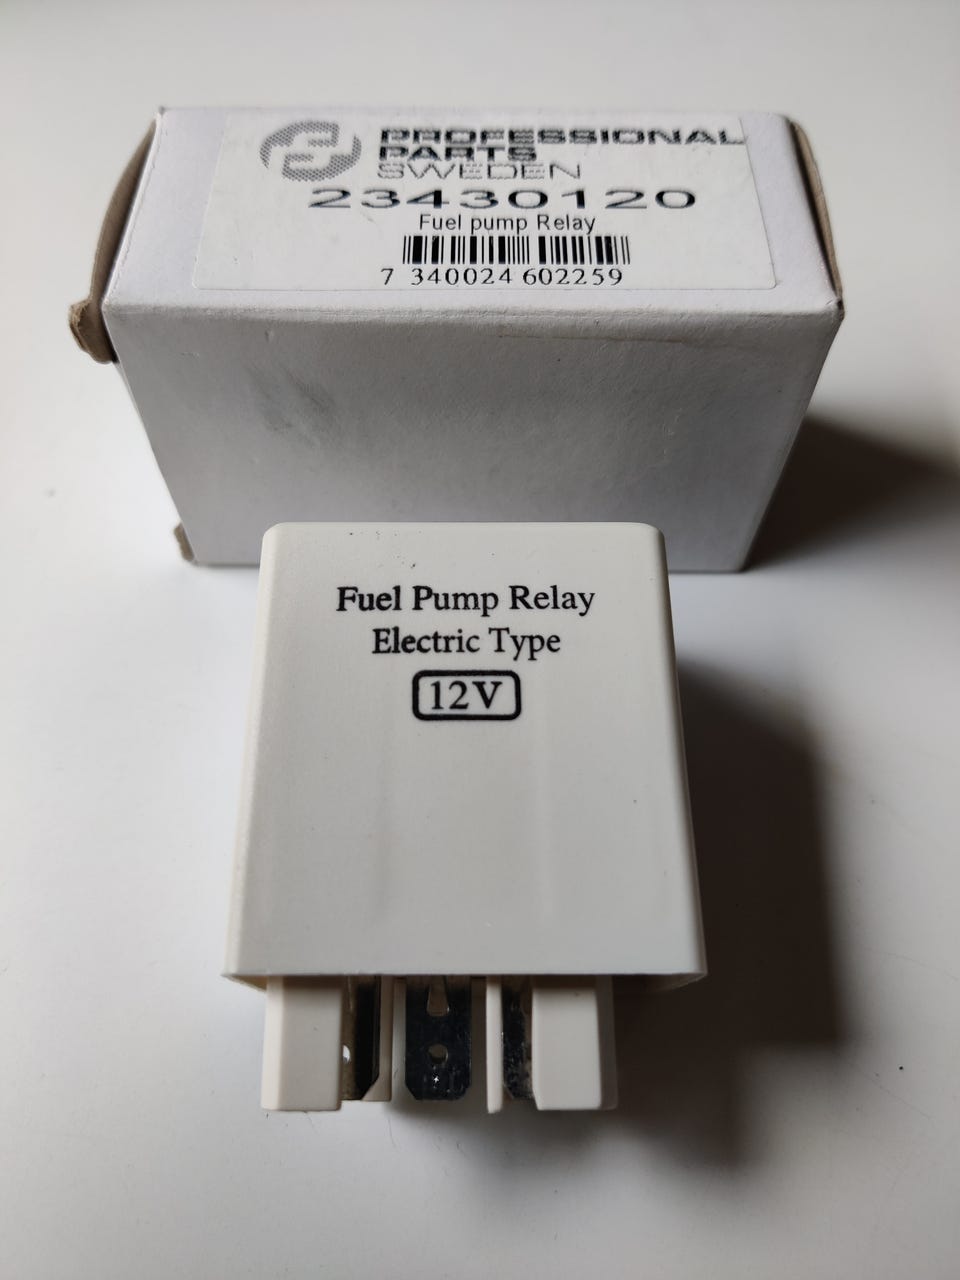 PROFESSIONAL
PARTS
SWEDEN
23430120
Fuel pump Relay
7 340024 602259
Fuel Pump Relay
Electric Type
12V